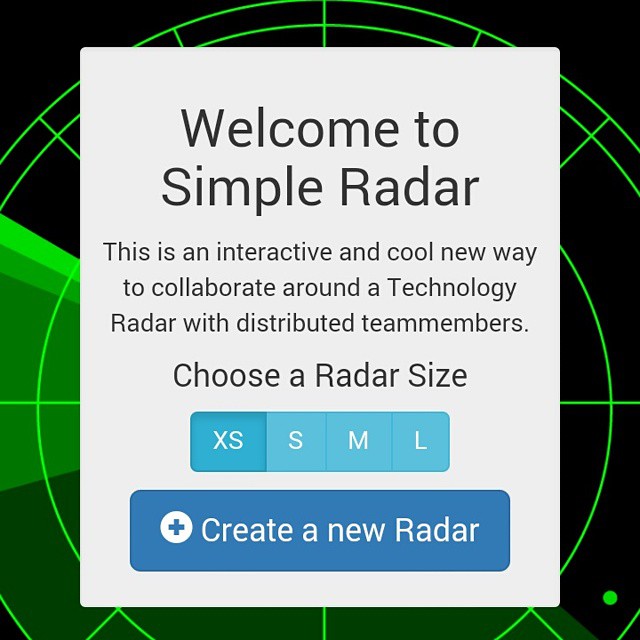 Welcome to
Simple Radar
This is an interactive and cool new way
to collaborate around a Technology
Radar with distributed teammembers.
Choose a Radar Size
XS S M L
Create a new Radar